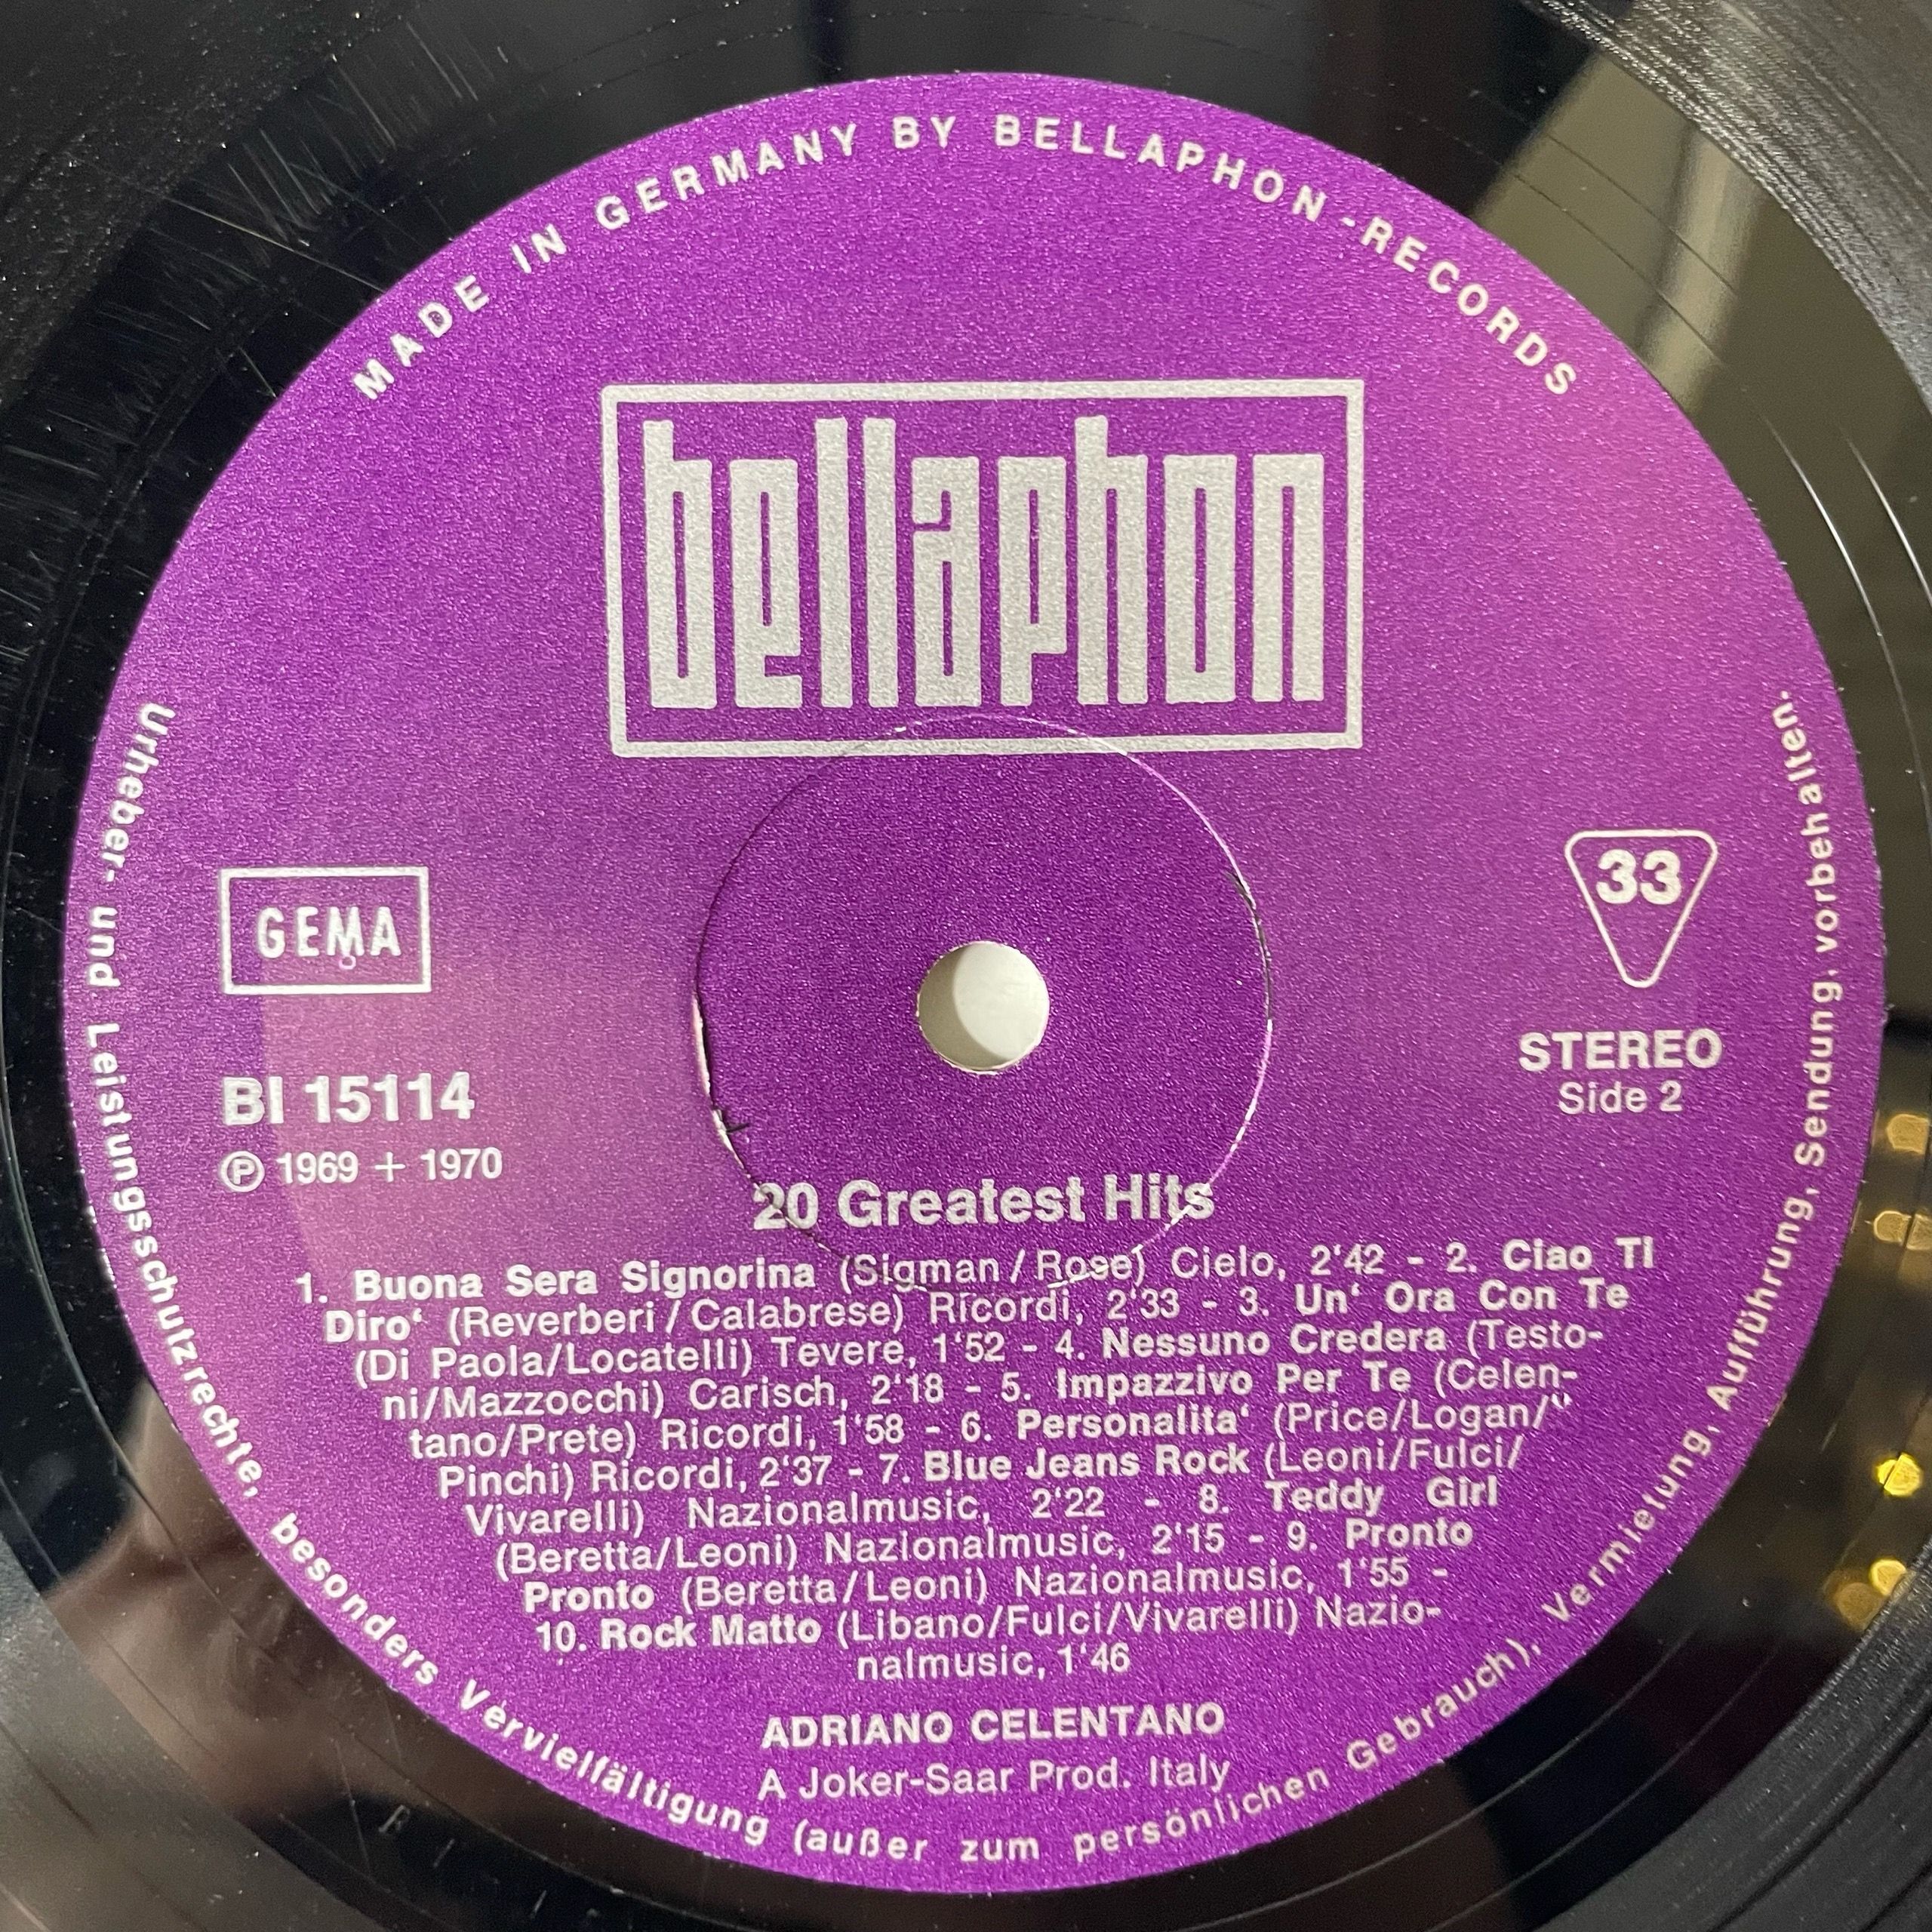 MADE IN GERMANY BY BELLAPHON-RECORDS
bellaphon
GEMA
33
BI 15114
STEREO
Side 2
℗ 1969 + 1970
20 Greatest Hits
1. Buona Sera Signorina (Sigman/Rose) Cielo, 2‘42 - 2. Ciao Ti
Diro‘ (Reverberi/Calabrese) Ricordi, 2‘33 - 3. Un‘ Ora Con Te
(Di Paola/Locatelli) Tevere, 1‘52 - 4. Nessuno Credera (Testo-
ni/Mazzocchi) Carisch, 2‘18 - 5. Impazzivo Per Te (Celen-
tano/Prete) Ricordi, 1‘58 - 6. Personalita‘ (Price/Logan/“
Pinchi) Ricordi, 2‘37 - 7. Blue Jeans Rock (Leoni/Fulci/
Vivarelli) Nazionalmusic, 2‘22 - 8. Teddy Girl
(Beretta/Leoni) Nazionalmusic, 2‘15 - 9. Pronto
Pronto (Beretta/Leoni) Nazionalmusic, 1‘55 -
10. Rock Matto (Libano/Fulci/Vivarelli) Nazio-
nalmusic, 1‘46
ADRIANO CELENTANO
A Joker-Saar Prod. Italy
Urheber- und Leistungsschutzrechte, besonders Vervielfältigung (außer zum persönlichen Gebrauch), Vermietung, Aufführung, Sendung, vorbehalten.